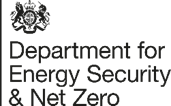 Department for
Energy Security
& Net Zero